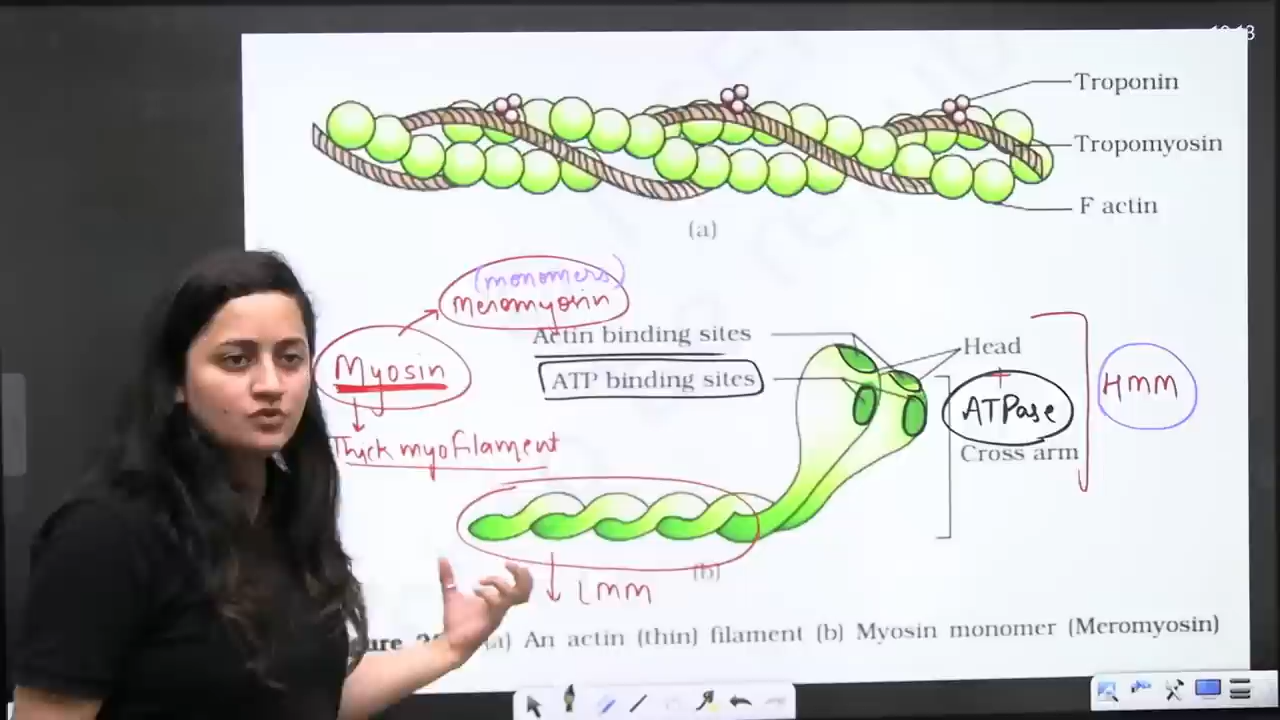 Troponin
Tropomyosin
F actin
(a)
(monomers)
Meromyosin
Actin binding sites
Head
Myosin
ATP binding sites
ATPase
HMM
Thick myofilament
Cross arm
(b)
LMM
(a) An actin (thin) filament (b) Myosin monomer (Meromyosin)